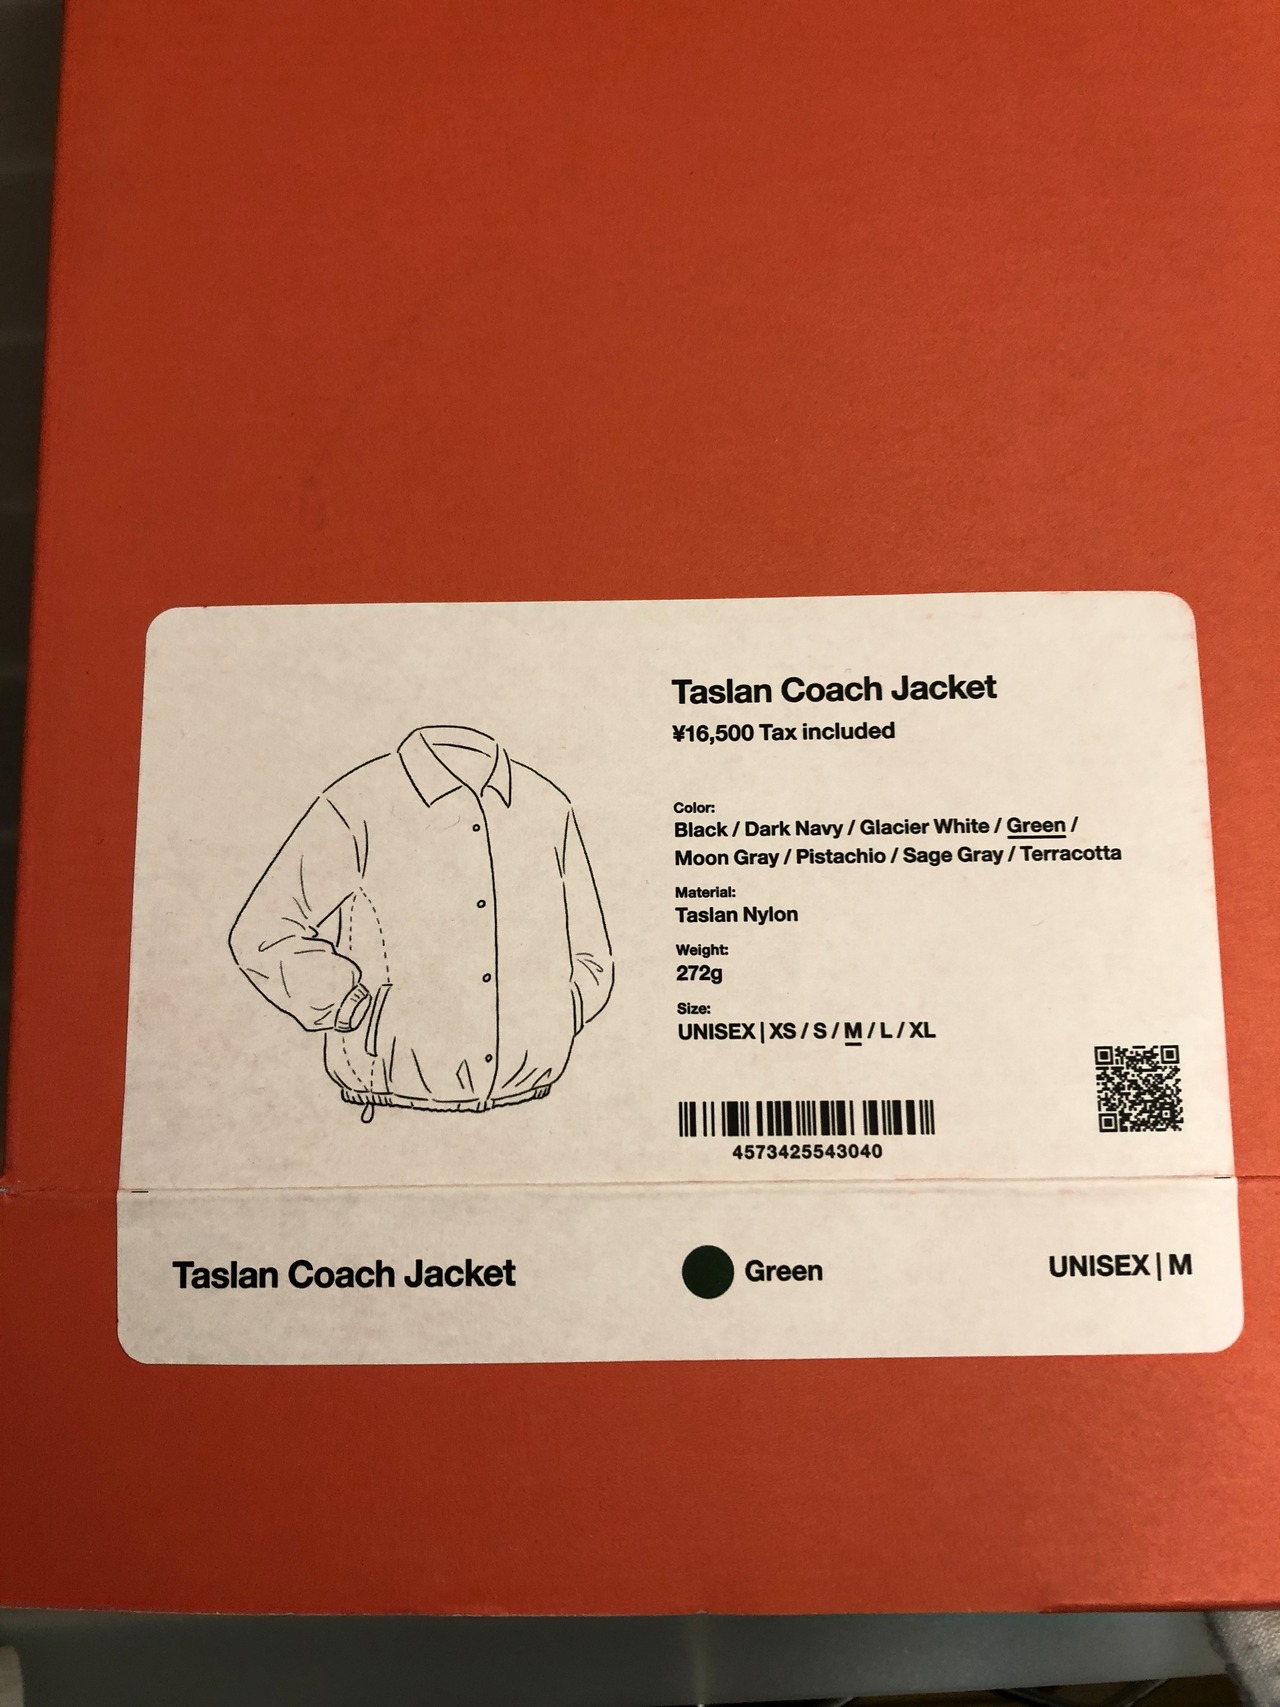 Taslan Coach Jacket
¥16,500 Tax included
Color:
Black / Dark Navy / Glacier White / Green /
Moon Gray / Pistachio / Sage Gray / Terracotta
Material:
Taslan Nylon
Weight:
272g
Size:
UNISEX | XS / S / M / L / XL
4573425543040
Taslan Coach Jacket
Green
UNISEX | M